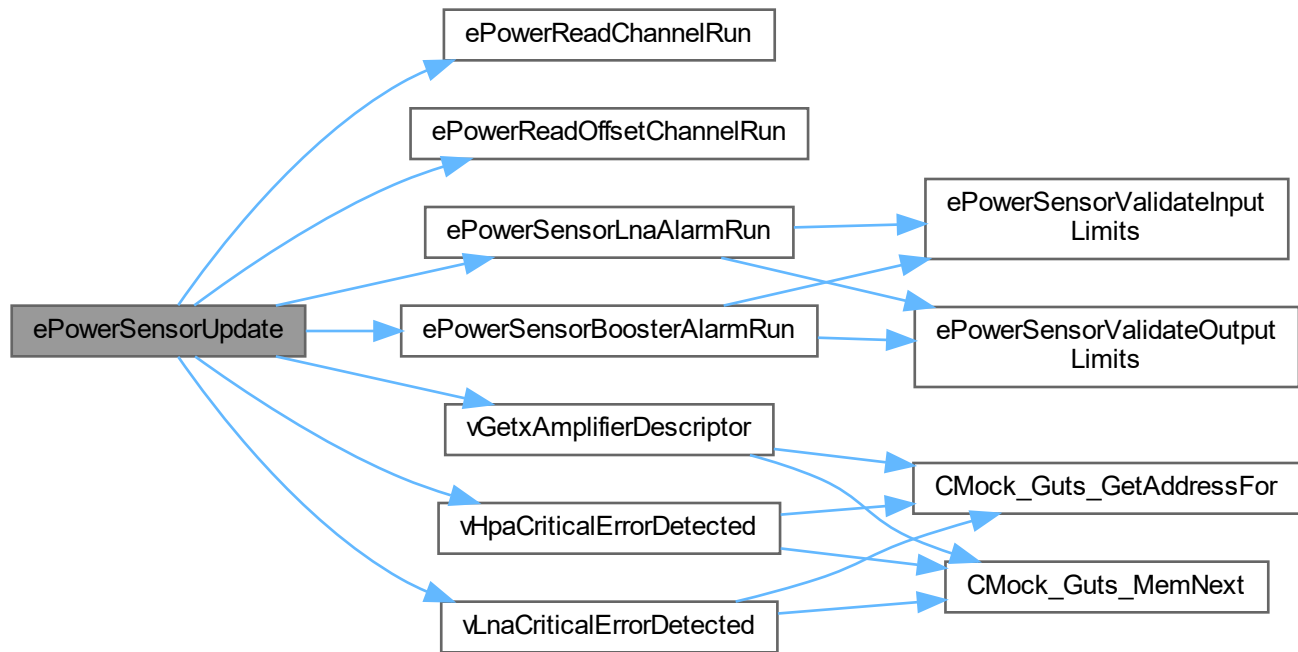 ePowerReadChannelRun
ePowerReadOffsetChannelRun
ePowerSensorLnaAlarmRun
ePowerSensorValidateInput
Limits
ePowerSensorUpdate
ePowerSensorBoosterAlarmRun
ePowerSensorValidateOutput
Limits
vGetxAmplifierDescriptor
CMock_Guts_GetAddressFor
vHpaCriticalErrorDetected
CMock_Guts_MemNext
vLnaCriticalErrorDetected